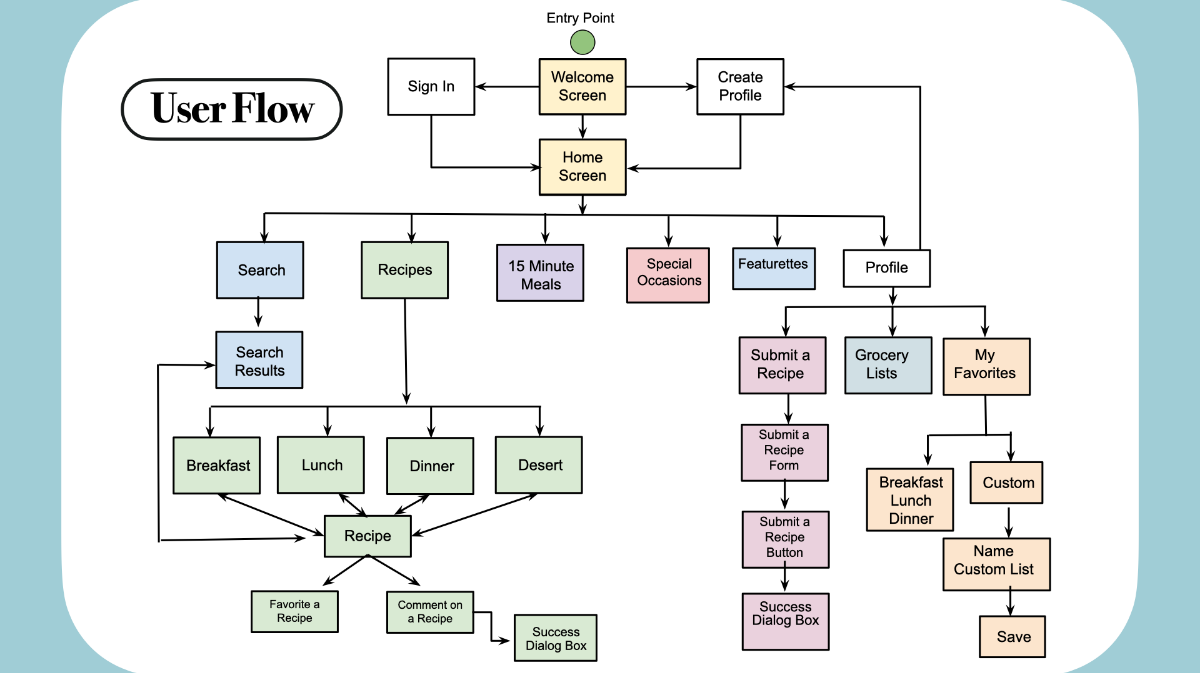 Entry Point
User Flow
Sign In
Welcome
Screen
Create
Profile
Home
Screen
Search
Recipes
15 Minute
Meals
Special
Occasions
Featurettes
Profile
Search
Results
Submit a
Recipe
Grocery
Lists
My
Favorites
Breakfast
Lunch
Dinner
Desert
Submit a
Recipe
Form
Breakfast
Lunch
Dinner
Custom
Recipe
Submit a
Recipe
Button
Name
Custom List
Favorite a
Recipe
Comment on
a Recipe
Success
Dialog Box
Success
Dialog Box
Save